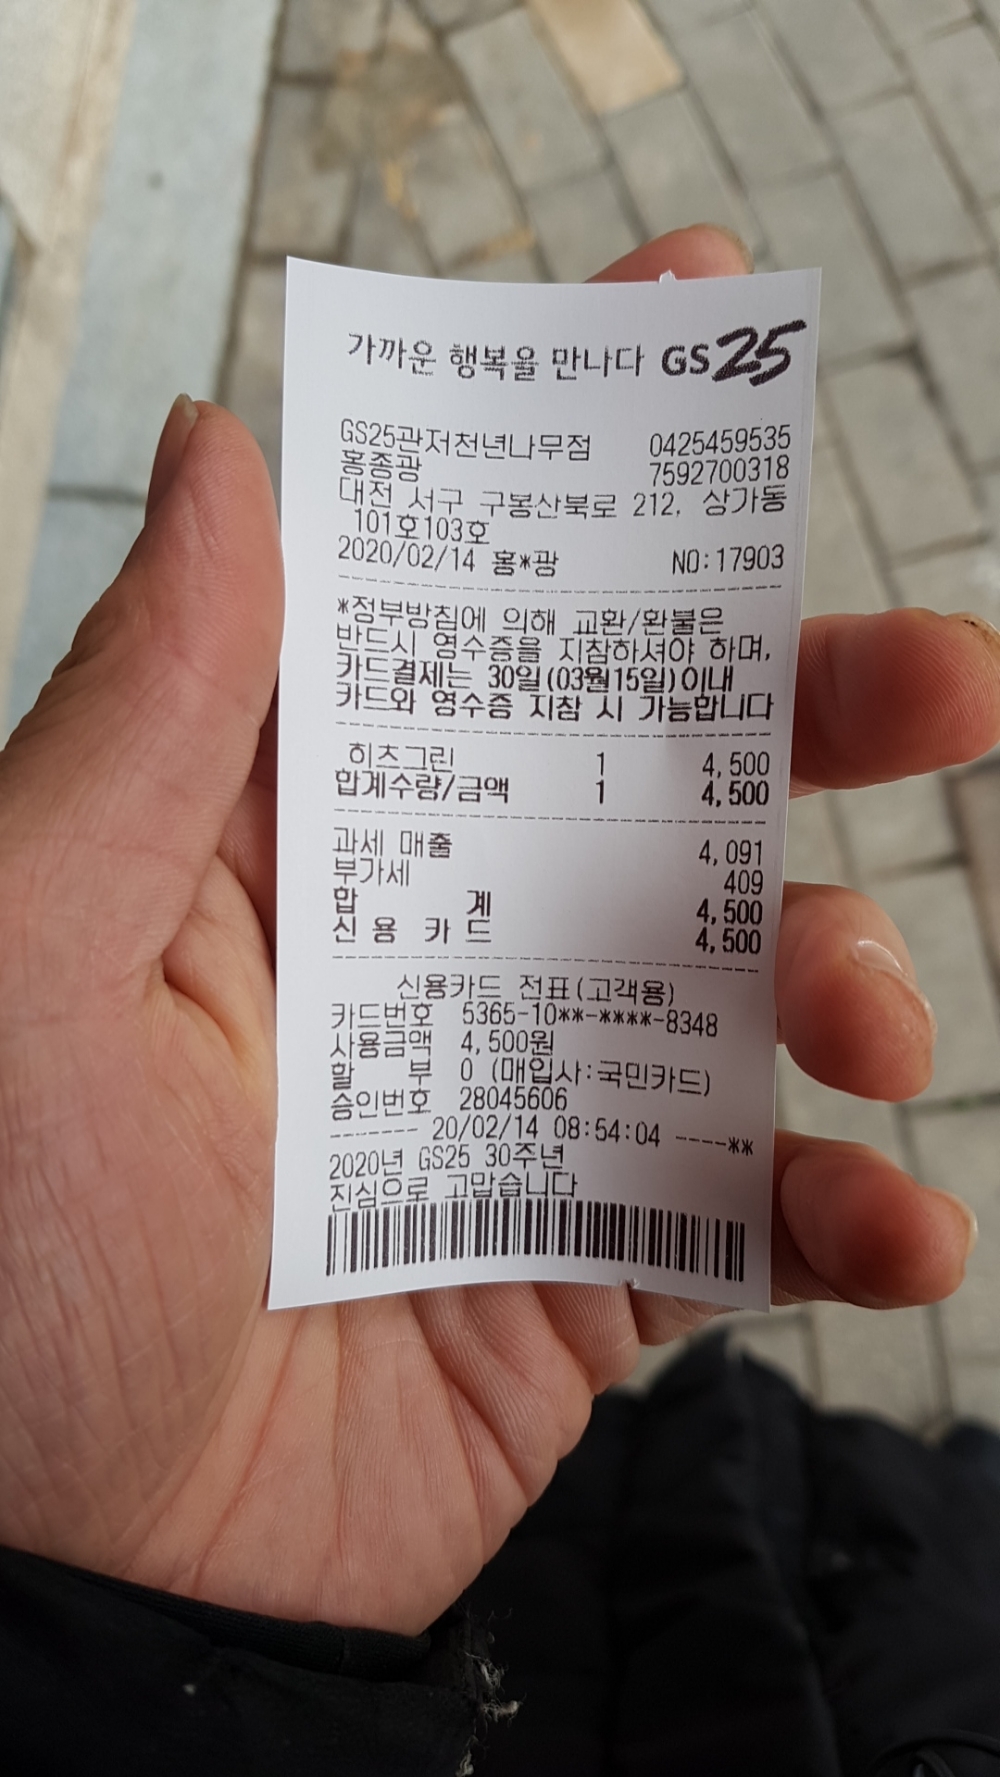 가까운 행복을 만나다 GS25
GS25관저천년나무점 0425459535
홍종광 7592700318
대전 서구 구봉산북로 212, 상가동
101호103호
2020/02/14 홍*광 NO:17903
*정부방침에 의해 교환/환불은
반드시 영수증을 지참하셔야 하며,
카드결제는 30일(03월15일)이내
카드와 영수증 지참 시 가능합니다
히츠그린 1 4,500
합계수량/금액 1 4,500
과세 매출 4,091
부가세 409
합 계 4,500
신 용 카 드 4,500
신용카드 전표(고객용)
카드번호 5365-10**-****-8348
사용금액 4,500원
할 부 0 (매입사:국민카드)
승인번호 28045606
------- 20/02/14 08:54:04 ----**
2020년 GS25 30주년
진심으로 고맙습니다